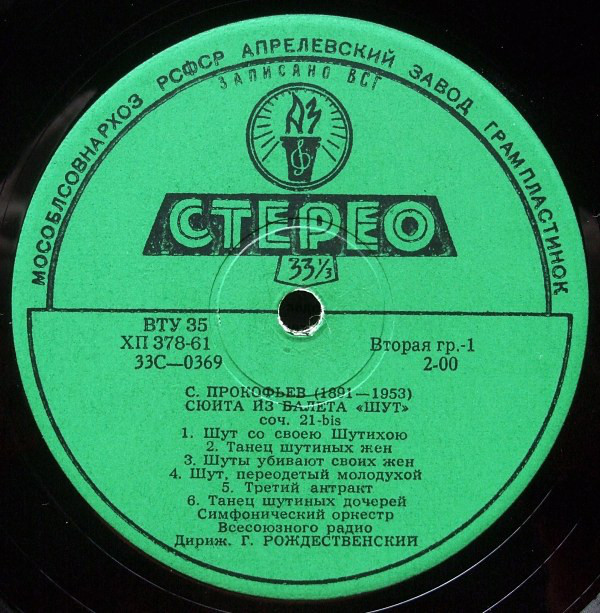 МОСОБЛСОВНАРХОЗ РСФСР АПРЕЛЕВСКИЙ ЗАВОД ГРАМПЛАСТИНОК
ЗАПИСАНО ВСГ
АЗ
СТЕРЕО
33⅓
ВТУ 35
ХП 378-61
33С—0369
Вторая гр.-1
2-00
С. ПРОКОФЬЕВ (1891—1953)
СЮИТА ИЗ БАЛЕТА «ШУТ»
соч. 21-bis
1. Шут со своею Шутихою
2. Танец шутиных жен
3. Шуты убивают своих жен
4. Шут, переодетый молодухой
5. Третий антракт
6. Танец шутиных дочерей
Симфонический оркестр
Всесоюзного радио
Дириж. Г. РОЖДЕСТВЕНСКИЙ